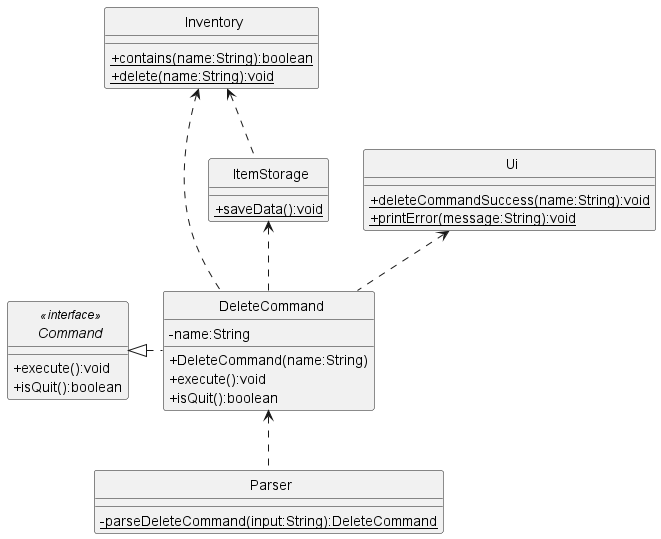 Inventory
+contains(name:String):boolean
+delete(name:String):void
ItemStorage
+saveData():void
Ui
+deleteCommandSuccess(name:String):void
+printError(message:String):void
«interface»
Command
+execute():void
+isQuit():boolean
DeleteCommand
-name:String
+DeleteCommand(name:String)
+execute():void
+isQuit():boolean
Parser
-parseDeleteCommand(input:String):DeleteCommand